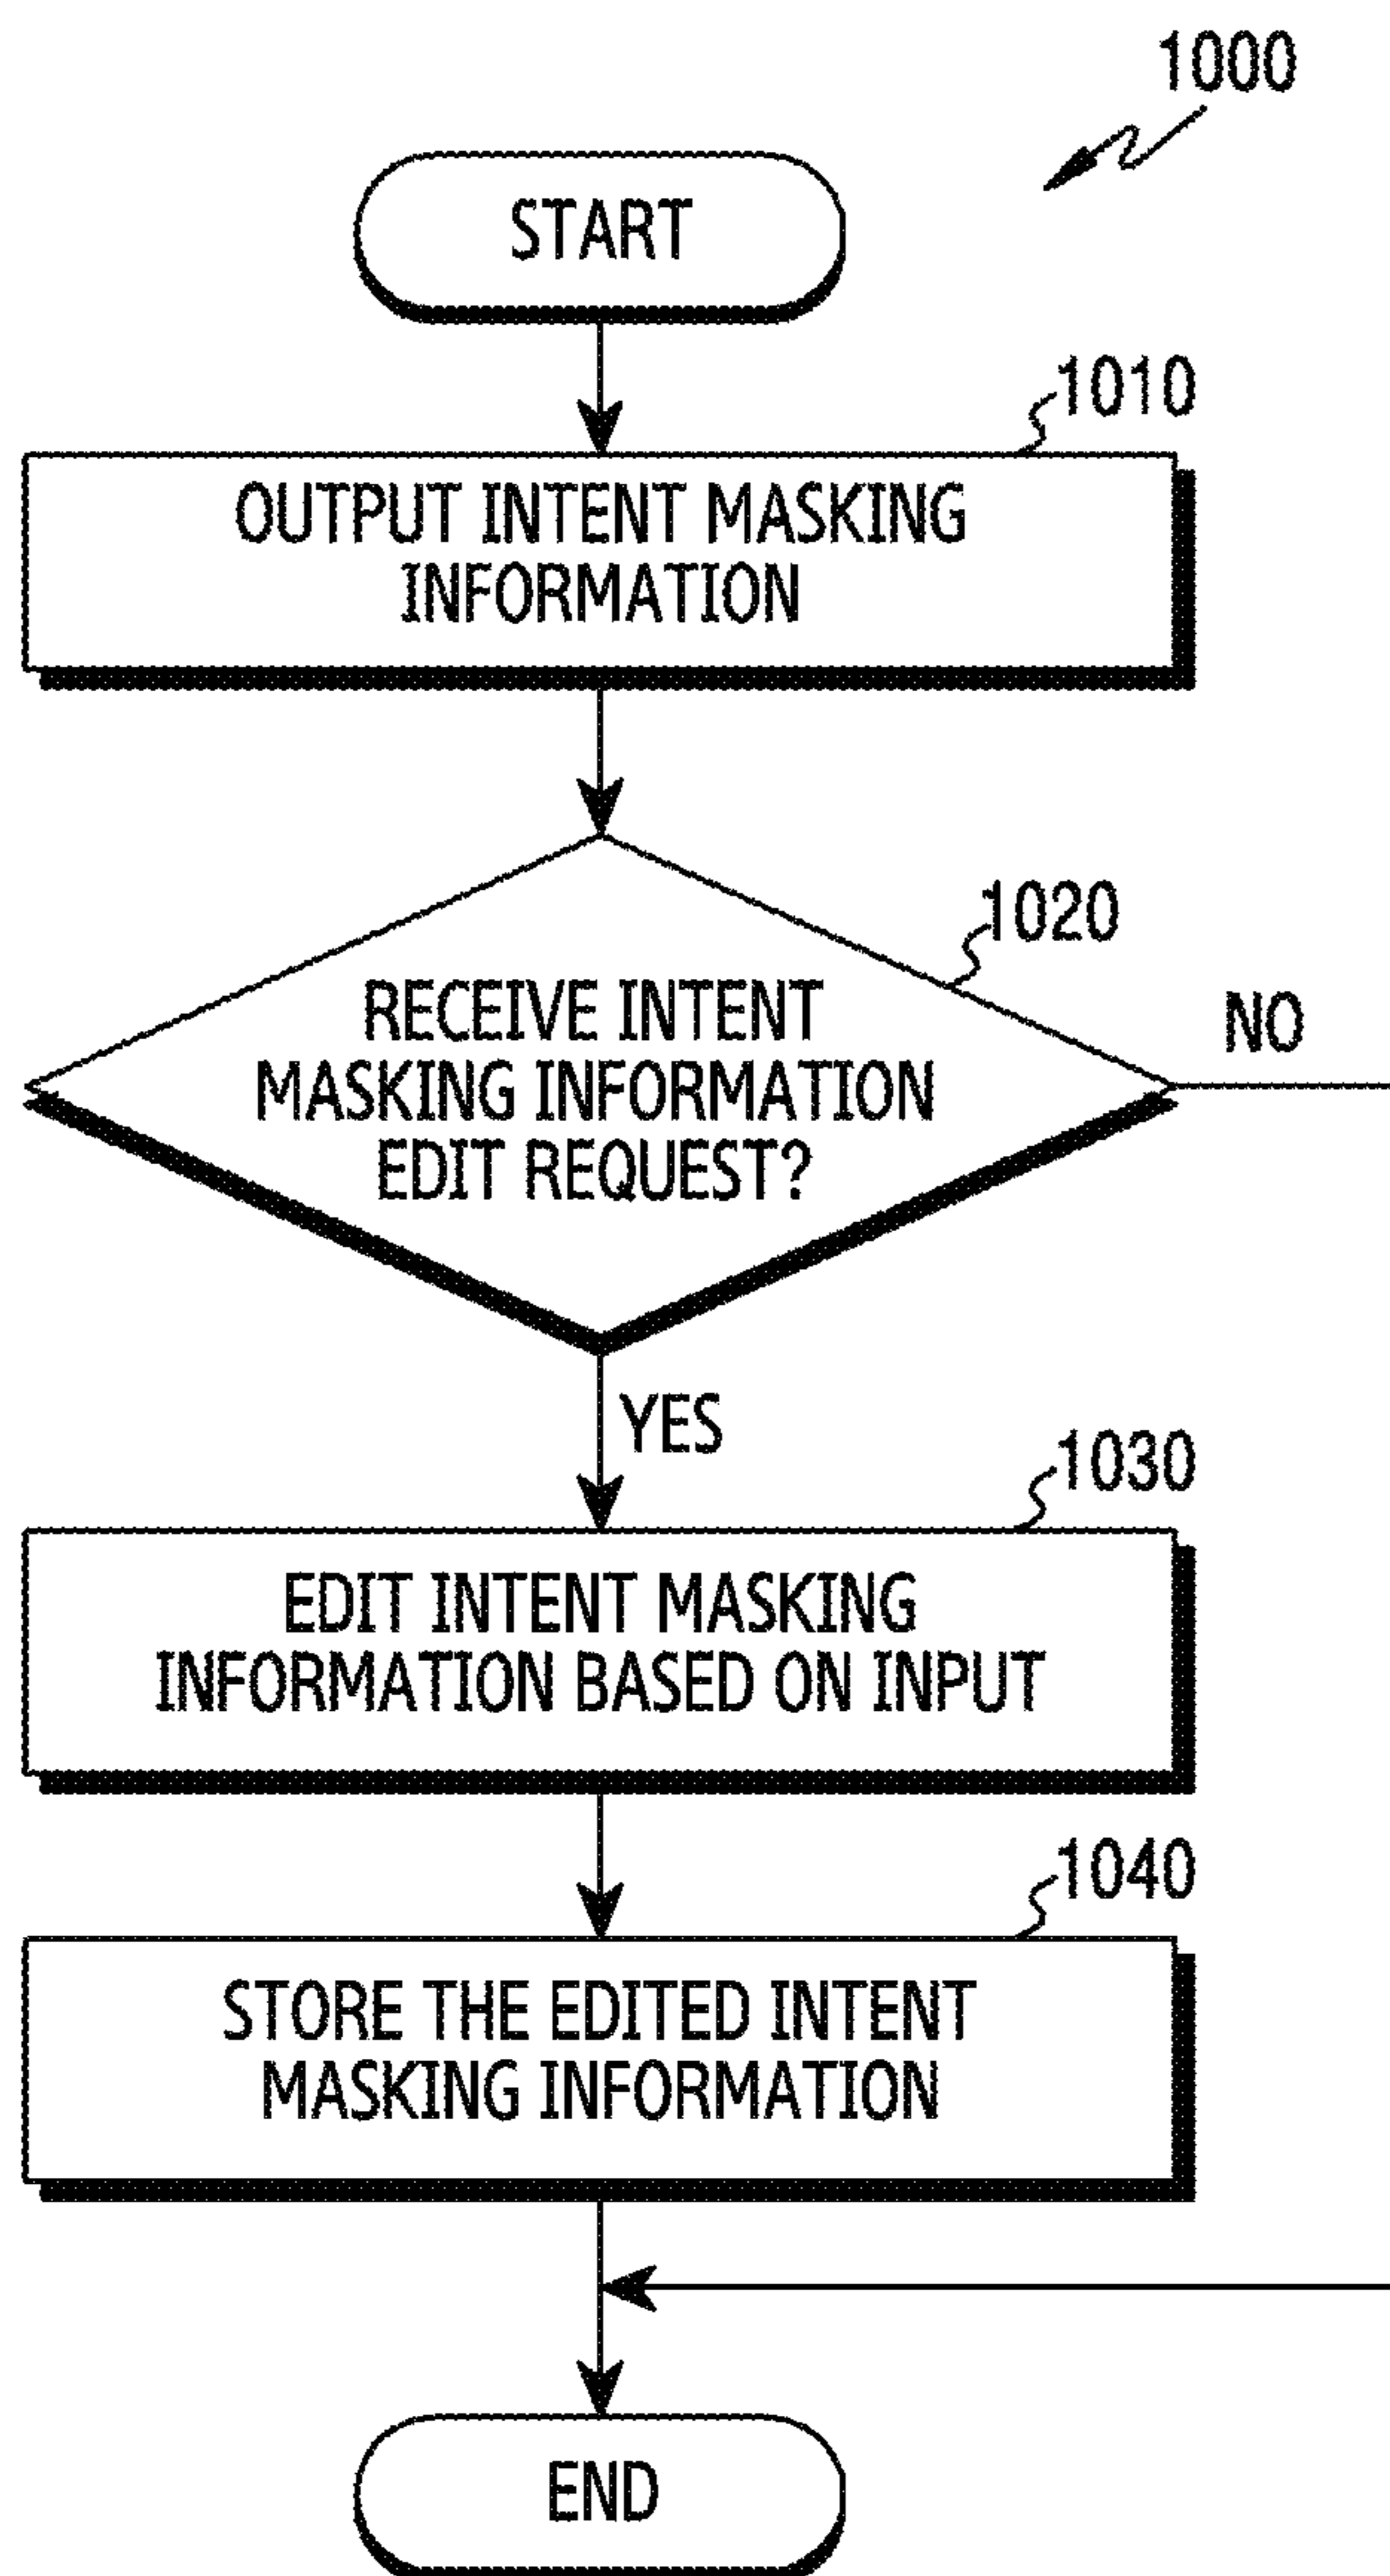 1000
START
1010
OUTPUT INTENT MASKING
INFORMATION
1020
RECEIVE INTENT
MASKING INFORMATION
EDIT REQUEST?
NO
YES
1030
EDIT INTENT MASKING
INFORMATION BASED ON INPUT
1040
STORE THE EDITED INTENT
MASKING INFORMATION
END